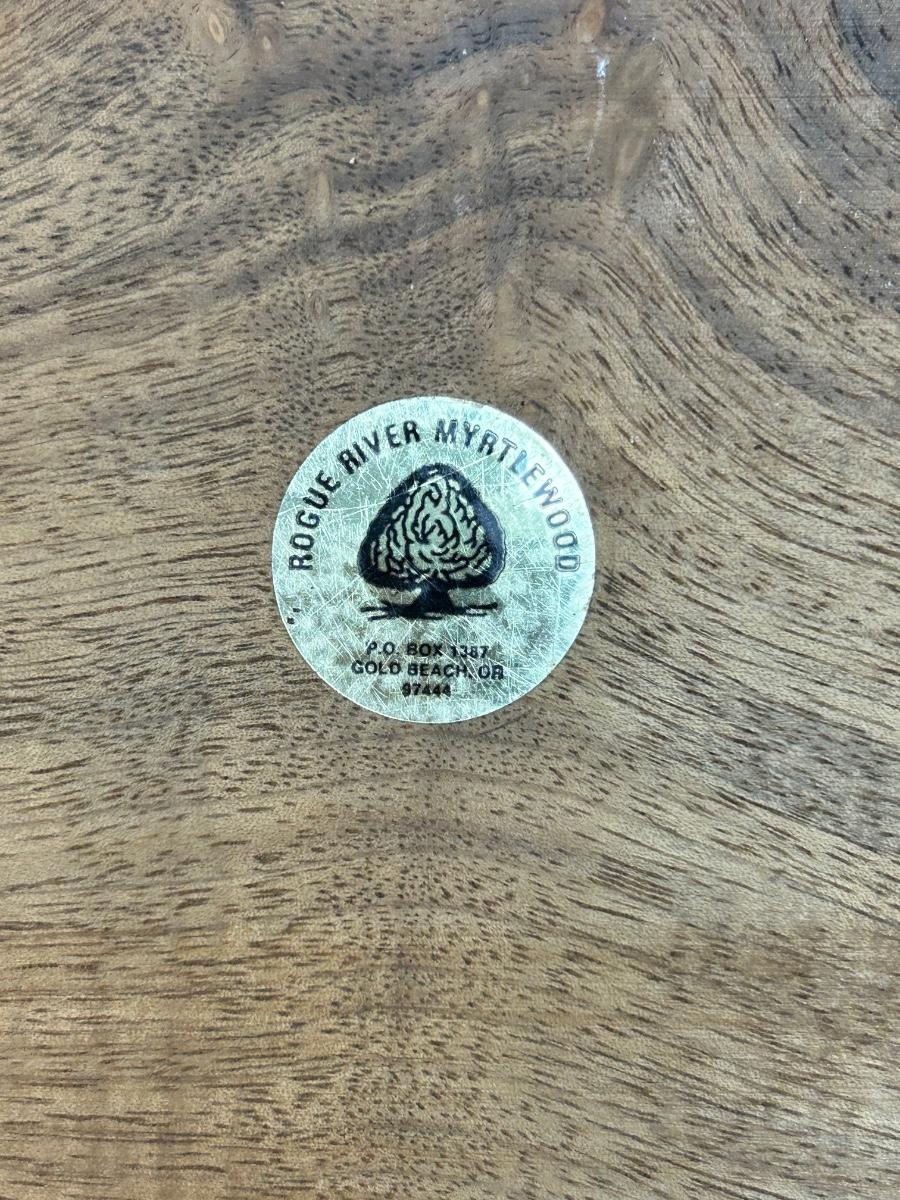 ROGUE RIVER MYRTLEWOOD
P.O. BOX 1387
GOLD BEACH, OR
97444